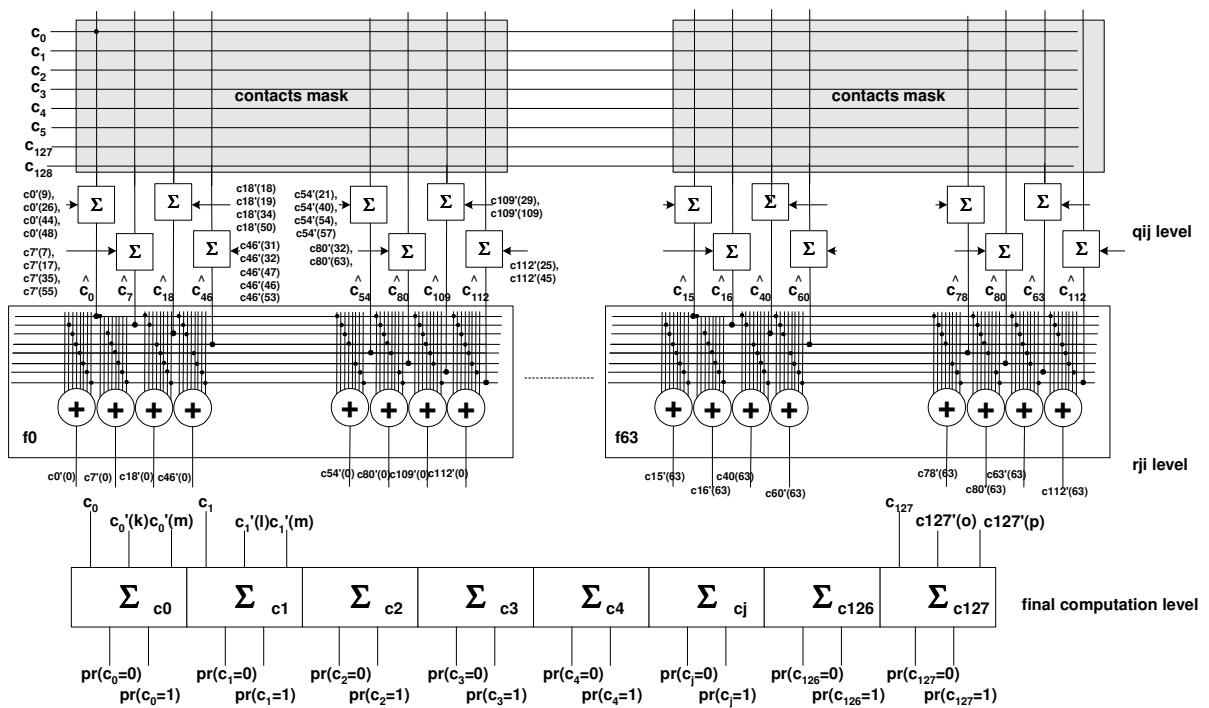 c0
c1
c2
c3
c4
c5
c127
c128
contacts mask
contacts mask
c0'(9),
c0'(26),
c0'(44),
c0'(48)
Σ
Σ
c18'(18)
c18'(19)
c18'(34)
c18'(50)
c54'(21),
c54'(40),
c54'(54),
c54'(57)
Σ
Σ
c109'(29),
c109'(109)
Σ
Σ
Σ
Σ
qij level
c7'(7),
c7'(17),
c7'(35),
c7'(55)
Σ
Σ
c46'(31)
c46'(32)
c46'(47)
c46'(46)
c46'(53)
c80'(32),
c80'(63),
Σ
Σ
c112'(25),
c112'(45)
Σ
Σ
Σ
Σ
^ ^ ^ ^ ^ ^ ^ ^ ^ ^ ^ ^ ^ ^ ^ ^
c0 c7 c18 c46 c54 c80 c109 c112 c15 c16 c40 c60 c78 c80 c63 c112
+ + + + + + + + + + + + + + + +
f0
f63
rji level
c0'(0) c7'(0) c18'(0) c46'(0) c54'(0) c80'(0) c109'(0) c112'(0)
c15'(63) c40(63) c78'(63) c63'(63)
c16'(63) c60'(63) c80'(63) c112'(63)
c0 c1 c127
c0'(k)c0'(m) c1'(l)c1'(m) c127'(o) c127'(p)
Σ c0 Σ c1 Σ c2 Σ c3 Σ c4 Σ cj Σ c126 Σ c127
final computation level
pr(c0=0) pr(c1=0) pr(c2=0) pr(c3=0) pr(c4=0) pr(cj=0) pr(c126=0) pr(c127=0)
pr(c0=1) pr(c1=1) pr(c2=1) pr(c3=1) pr(c4=1) pr(cj=1) pr(c126=1) pr(c127=1)